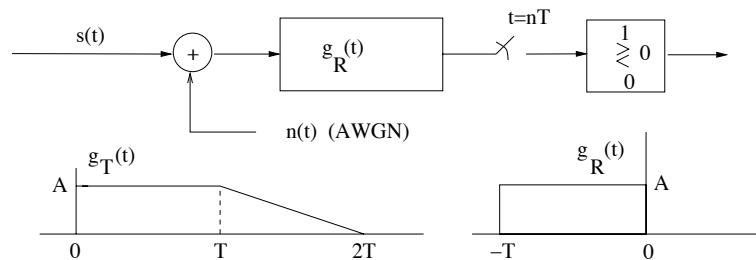 s(t)
+
n(t) (AWGN)
g_R(t)
t=nT
1
≷ 0
0
g_T(t)
A
0 T 2T
g_R(t)
A
−T 0